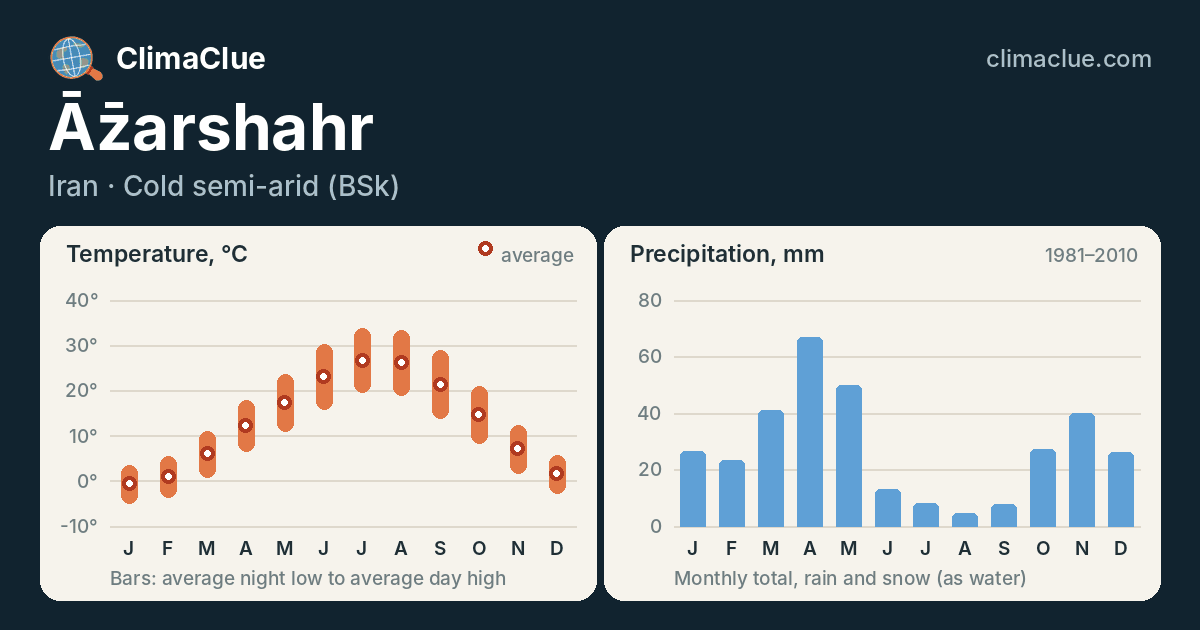 ClimaClue
climaclue.com
Āz̄arshahr
Iran · Cold semi-arid (BSk)
Temperature, °C
average
40°
30°
20°
10°
0°
-10°
J F M A M J J A S O N D
Bars: average night low to average day high
Precipitation, mm
1981–2010
80
60
40
20
0
J F M A M J J A S O N D
Monthly total, rain and snow (as water)